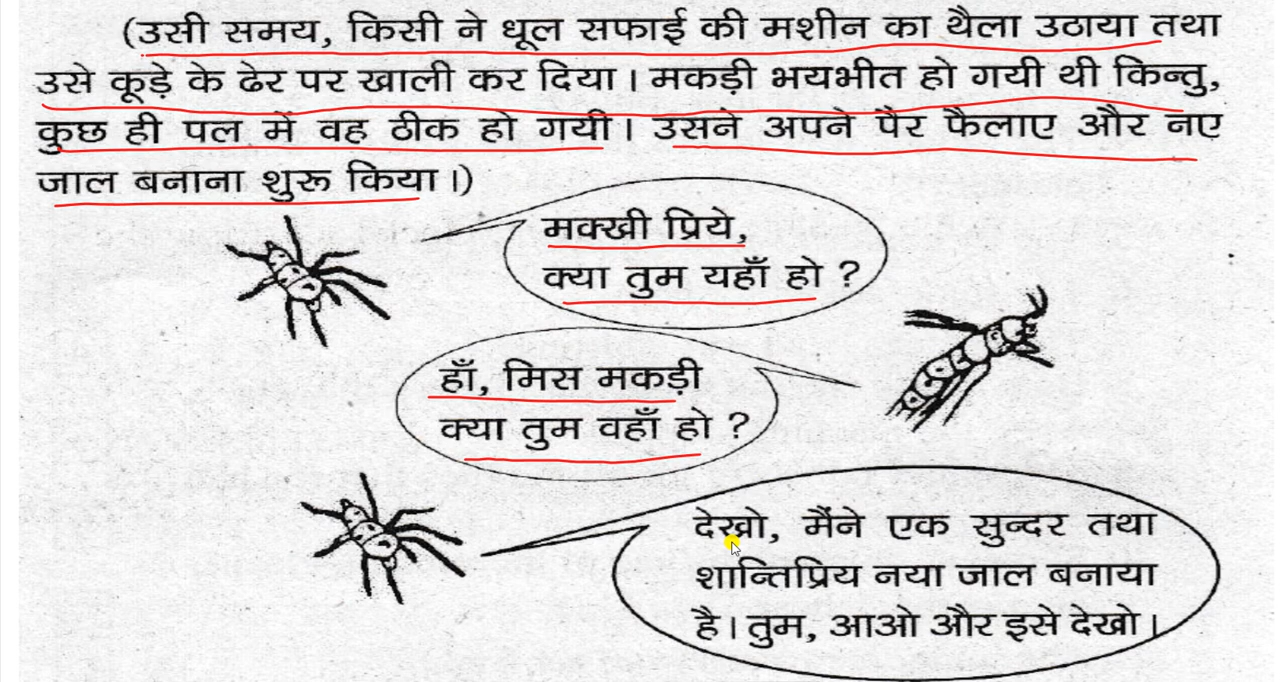 (उसी समय, किसी ने धूल सफाई की मशीन का थैला उठाया तथा
उसे कूड़े के ढेर पर खाली कर दिया। मकड़ी भयभीत हो गयी थी किन्तु,
कुछ ही पल में वह ठीक हो गयी। उसने अपने पैर फैलाए और नए
जाल बनाना शुरू किया।)
मक्खी प्रिये,
क्या तुम यहाँ हो ?
हाँ, मिस मकड़ी
क्या तुम वहाँ हो ?
देखो, मैंने एक सुन्दर तथा
शान्तिप्रिय नया जाल बनाया
है। तुम, आओ और इसे देखो।